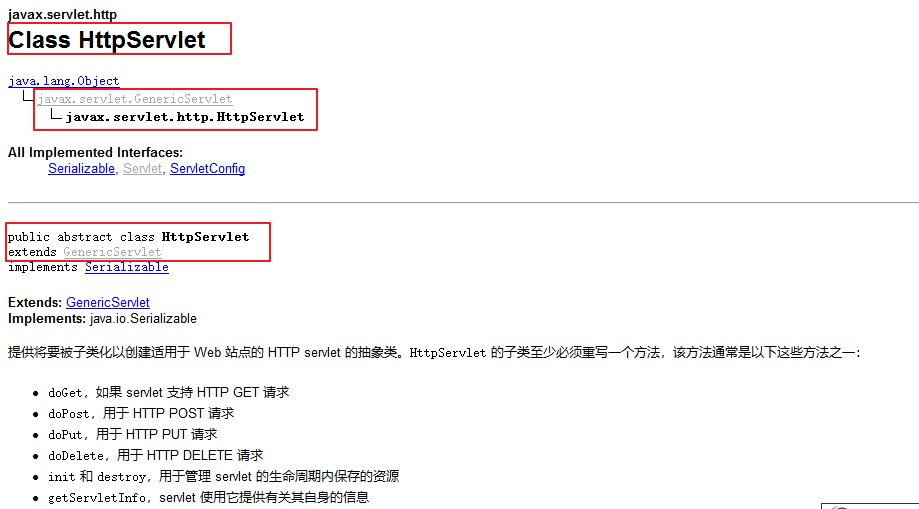 javax.servlet.http
Class HttpServlet
java.lang.Object
javax.servlet.GenericServlet
javax.servlet.http.HttpServlet
All Implemented Interfaces:
Serializable, Servlet, ServletConfig
public abstract class HttpServlet
extends GenericServlet
implements Serializable
Extends: GenericServlet
Implements: java.io.Serializable
提供将要被子类化以创建适用于 Web 站点的 HTTP servlet 的抽象类。HttpServlet 的子类至少必须重写一个方法，该方法通常是以下这些方法之一：
● doGet，如果 servlet 支持 HTTP GET 请求
● doPost，用于 HTTP POST 请求
● doPut，用于 HTTP PUT 请求
● doDelete，用于 HTTP DELETE 请求
● init 和 destroy，用于管理 servlet 的生命周期内保存的资源
● getServletInfo，servlet 使用它提供有关其自身的信息